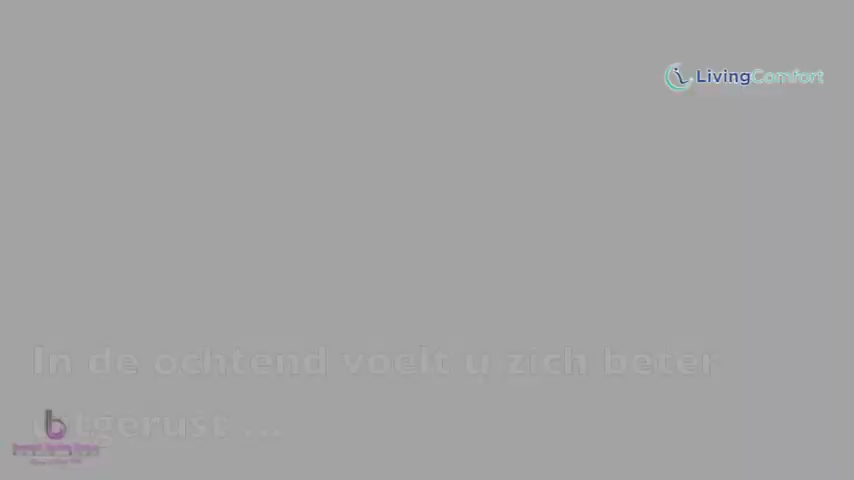 LivingComfort
In de ochtend voelt u zich beter
uitgerust ...